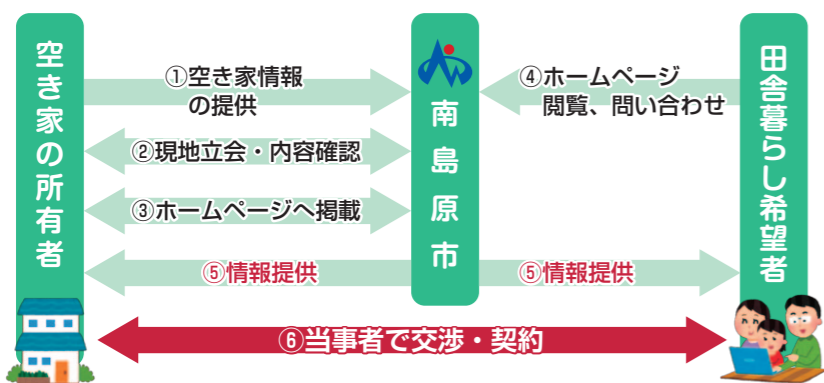 空き家の所有者
①空き家情報
の提供
②現地立会・内容確認
③ホームページへ掲載
⑤情報提供
南島原市
④ホームページ
閲覧、問い合わせ
⑤情報提供
田舎暮らし希望者
⑥当事者で交渉・契約